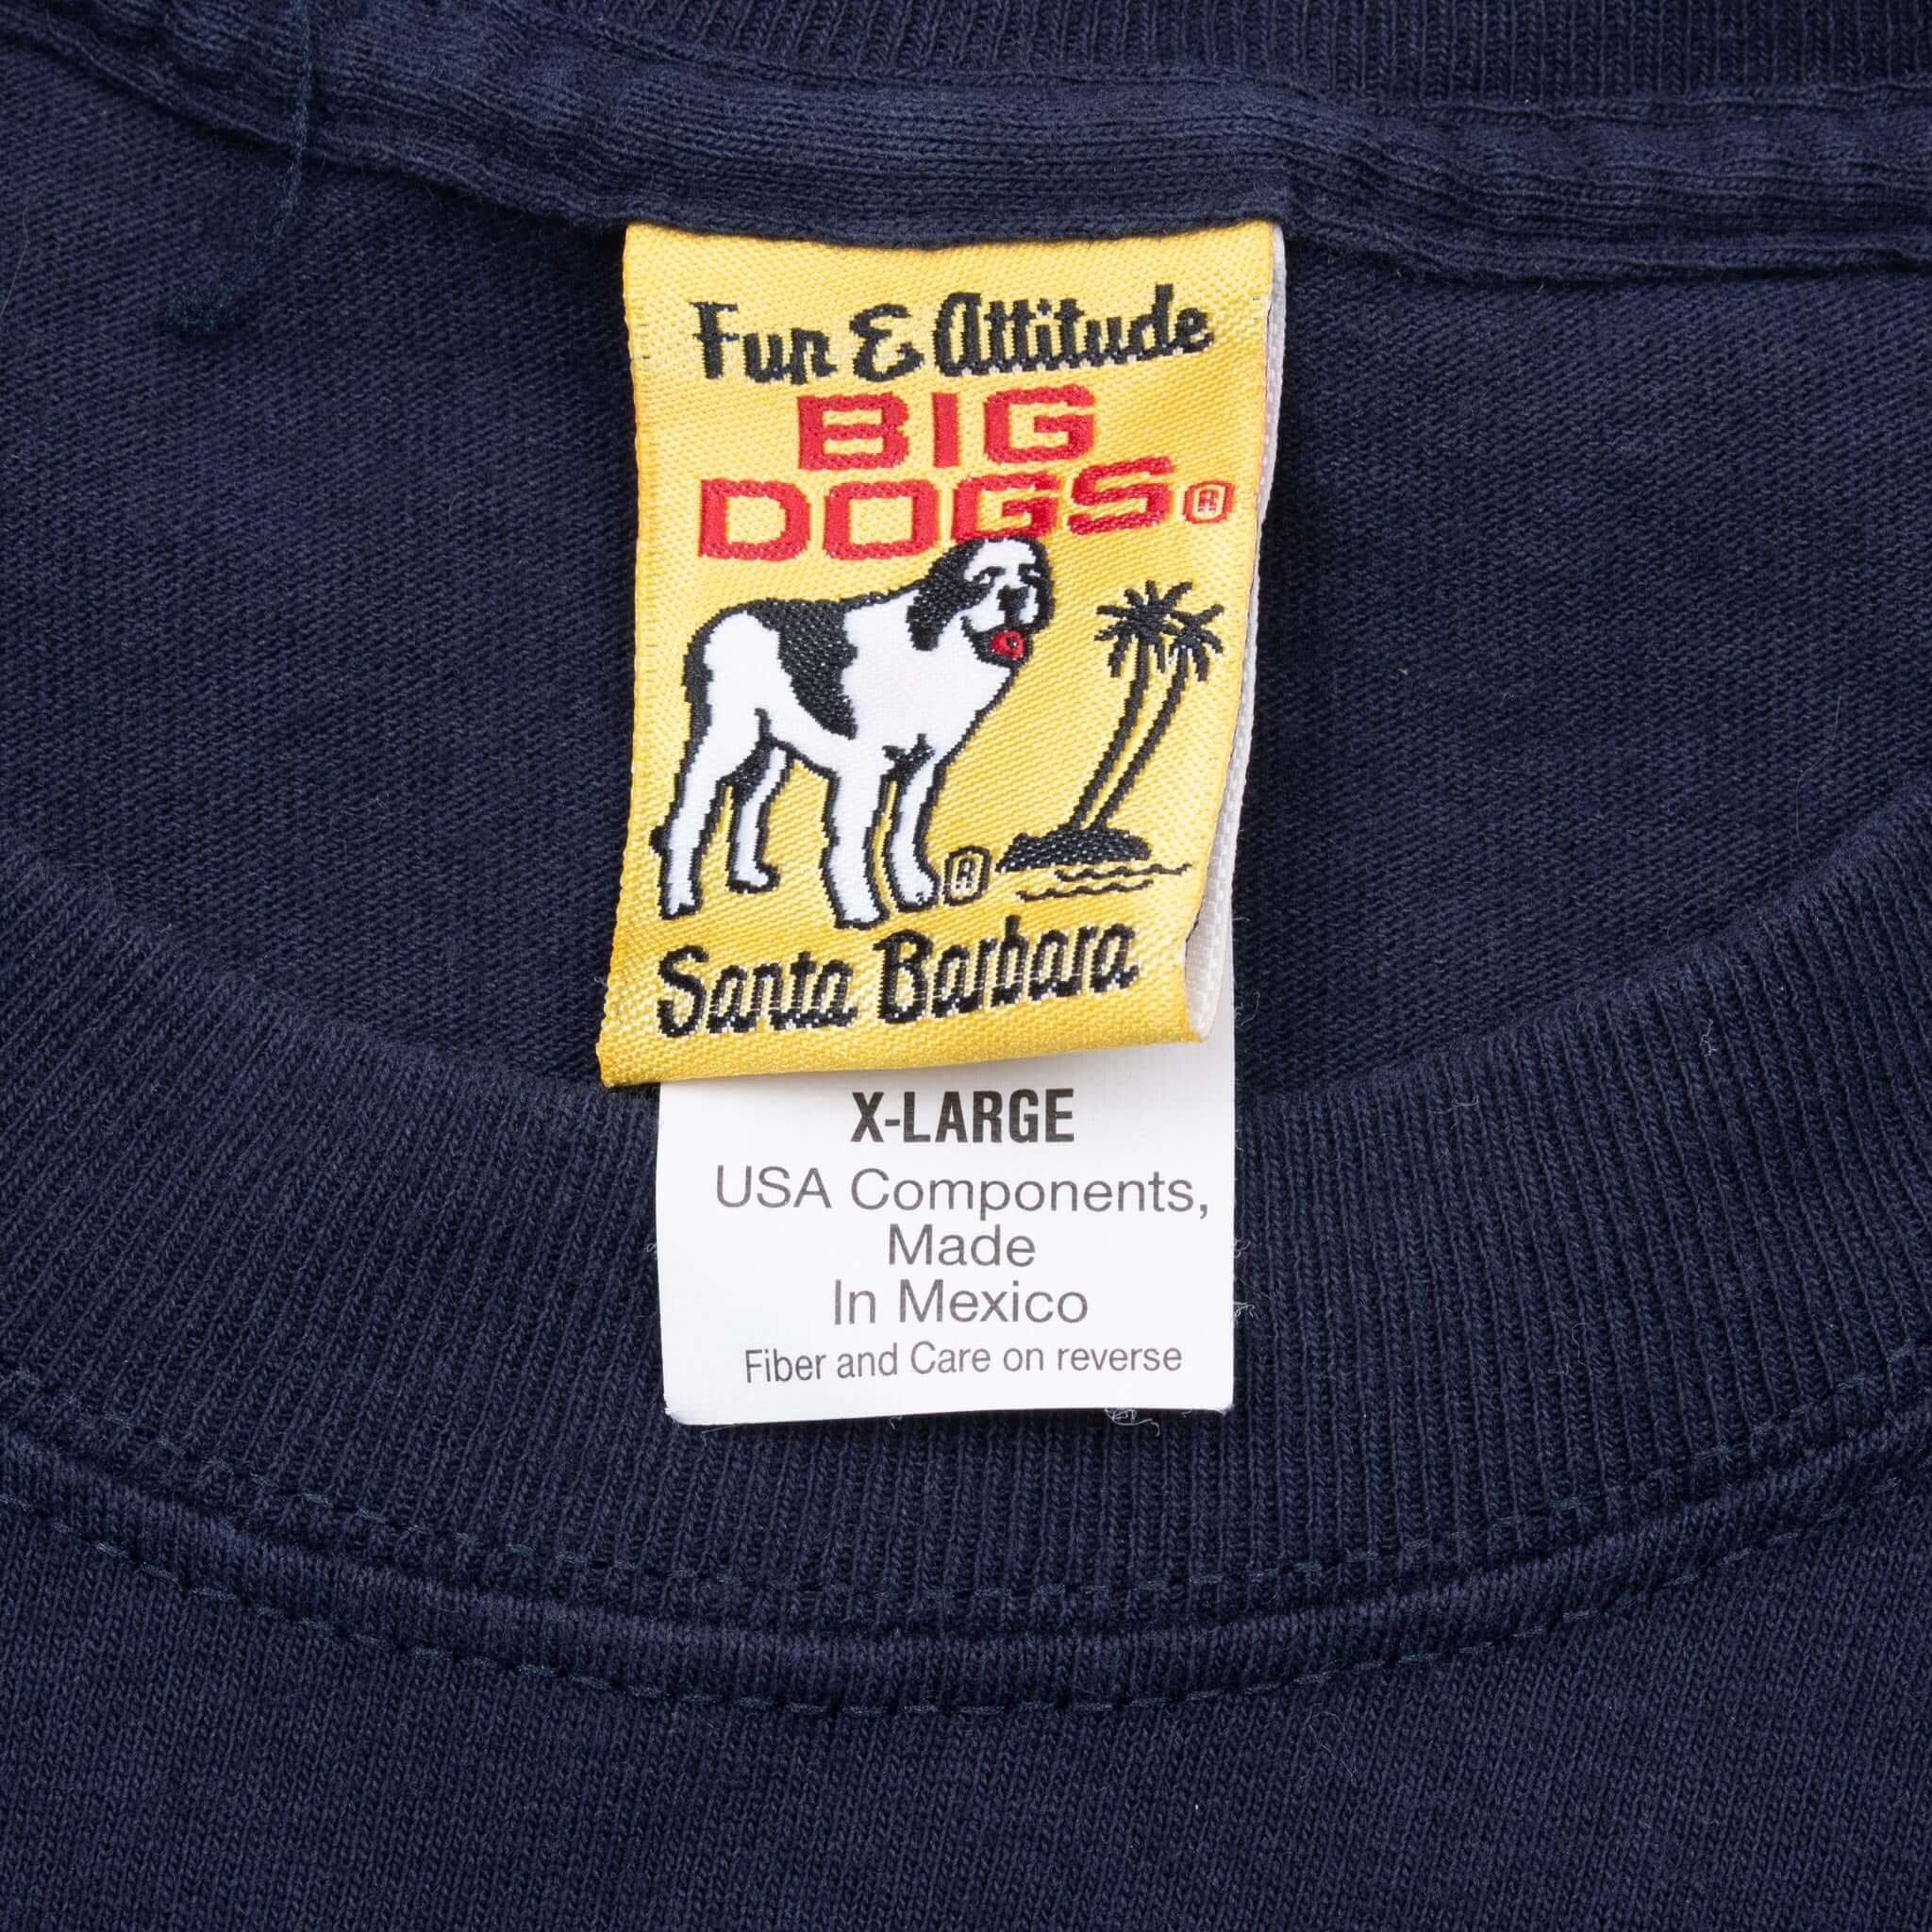 Fun & Attitude
BIG
DOGS®
®
Santa Barbara
X-LARGE
USA Components,
Made
In Mexico
Fiber and Care on reverse